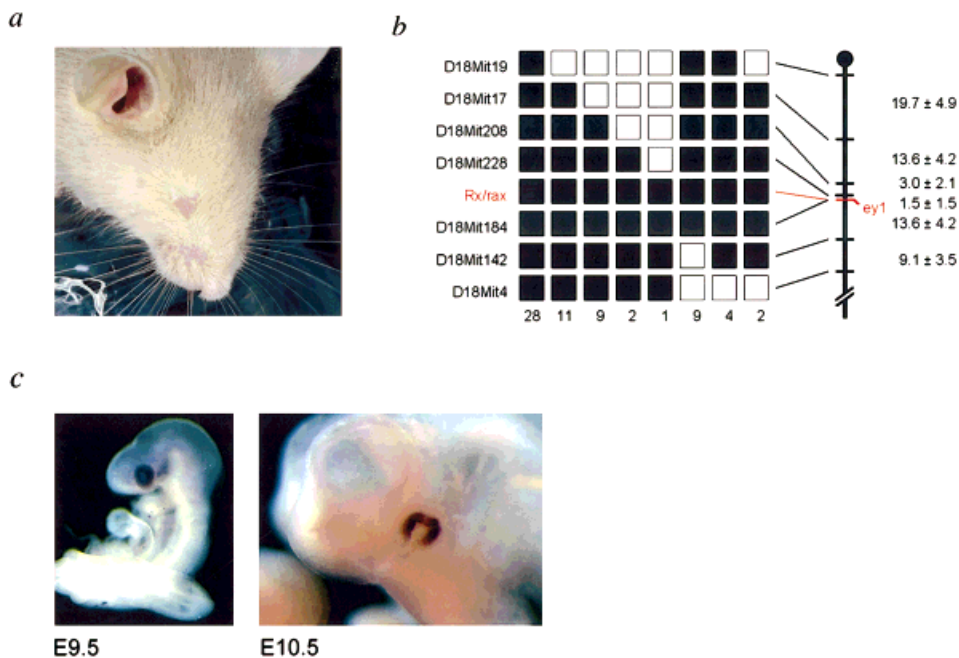 a
b
D18Mit19
D18Mit17
D18Mit208
D18Mit228
Rx/rax
D18Mit184
D18Mit142
D18Mit4
28 11 9 2 1 9 4 2
19.7 ± 4.9
13.6 ± 4.2
3.0 ± 2.1
1.5 ± 1.5
ey1
13.6 ± 4.2
9.1 ± 3.5
c
E9.5 E10.5